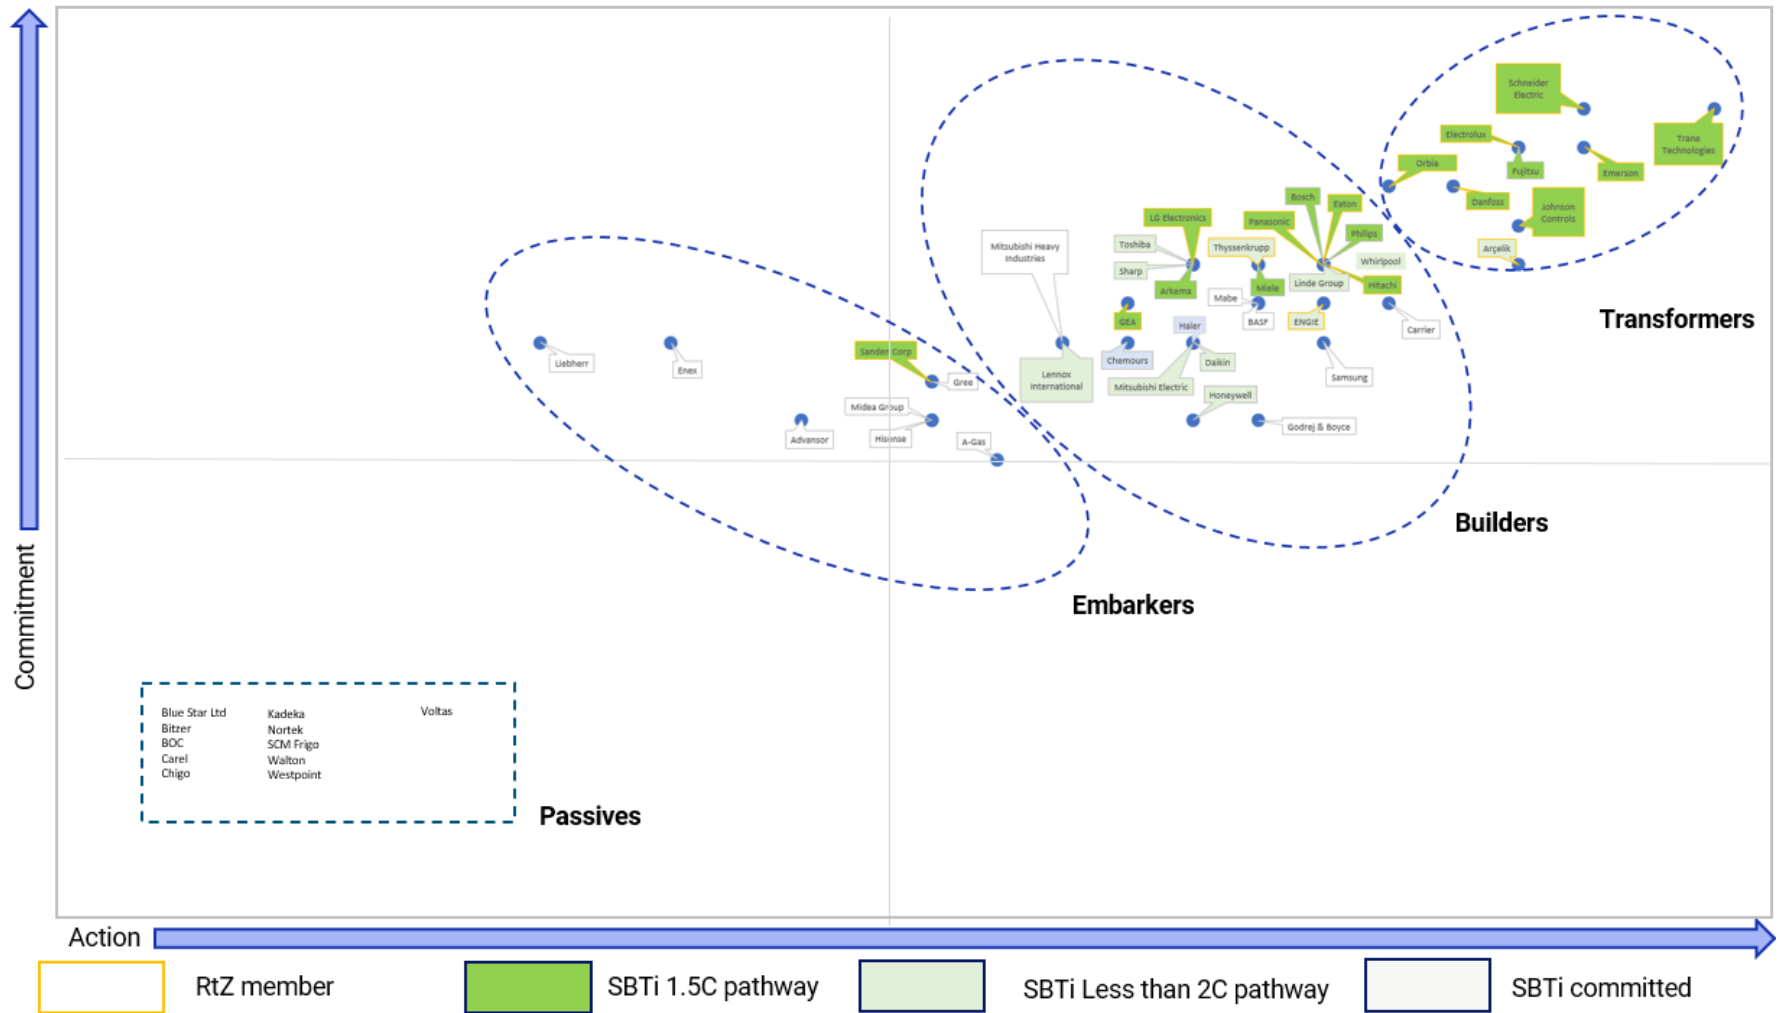 Commitment
Schneider
Electric
Trane
Technologies
Electrolux
Fujitsu
Emerson
Orbia
Danfoss
Johnson
Controls
Arçelik
Transformers
Bosch
Eaton
Panasonic
Philips
LG Electronics
Toshiba
Thyssenkrupp
Whirlpool
Sharp
Linde Group
Hitachi
Arkema
Miele
Mabe
BASF
ENGIE
Carrier
GEA
Haier
Mitsubishi Heavy
Industries
Chemours
Daikin
Samsung
Lennox
International
Mitsubishi Electric
Honeywell
Godrej & Boyce
Builders
Liebherr
Enex
Sanden Corp
Gree
Midea Group
Advansor
Hisense
A-Gas
Embarkers
Blue Star Ltd
Bitzer
BOC
Carel
Chigo
Kadeka
Nortek
SCM Frigo
Walton
Westpoint
Voltas
Passives
Action
RtZ member
SBTi 1.5C pathway
SBTi Less than 2C pathway
SBTi committed